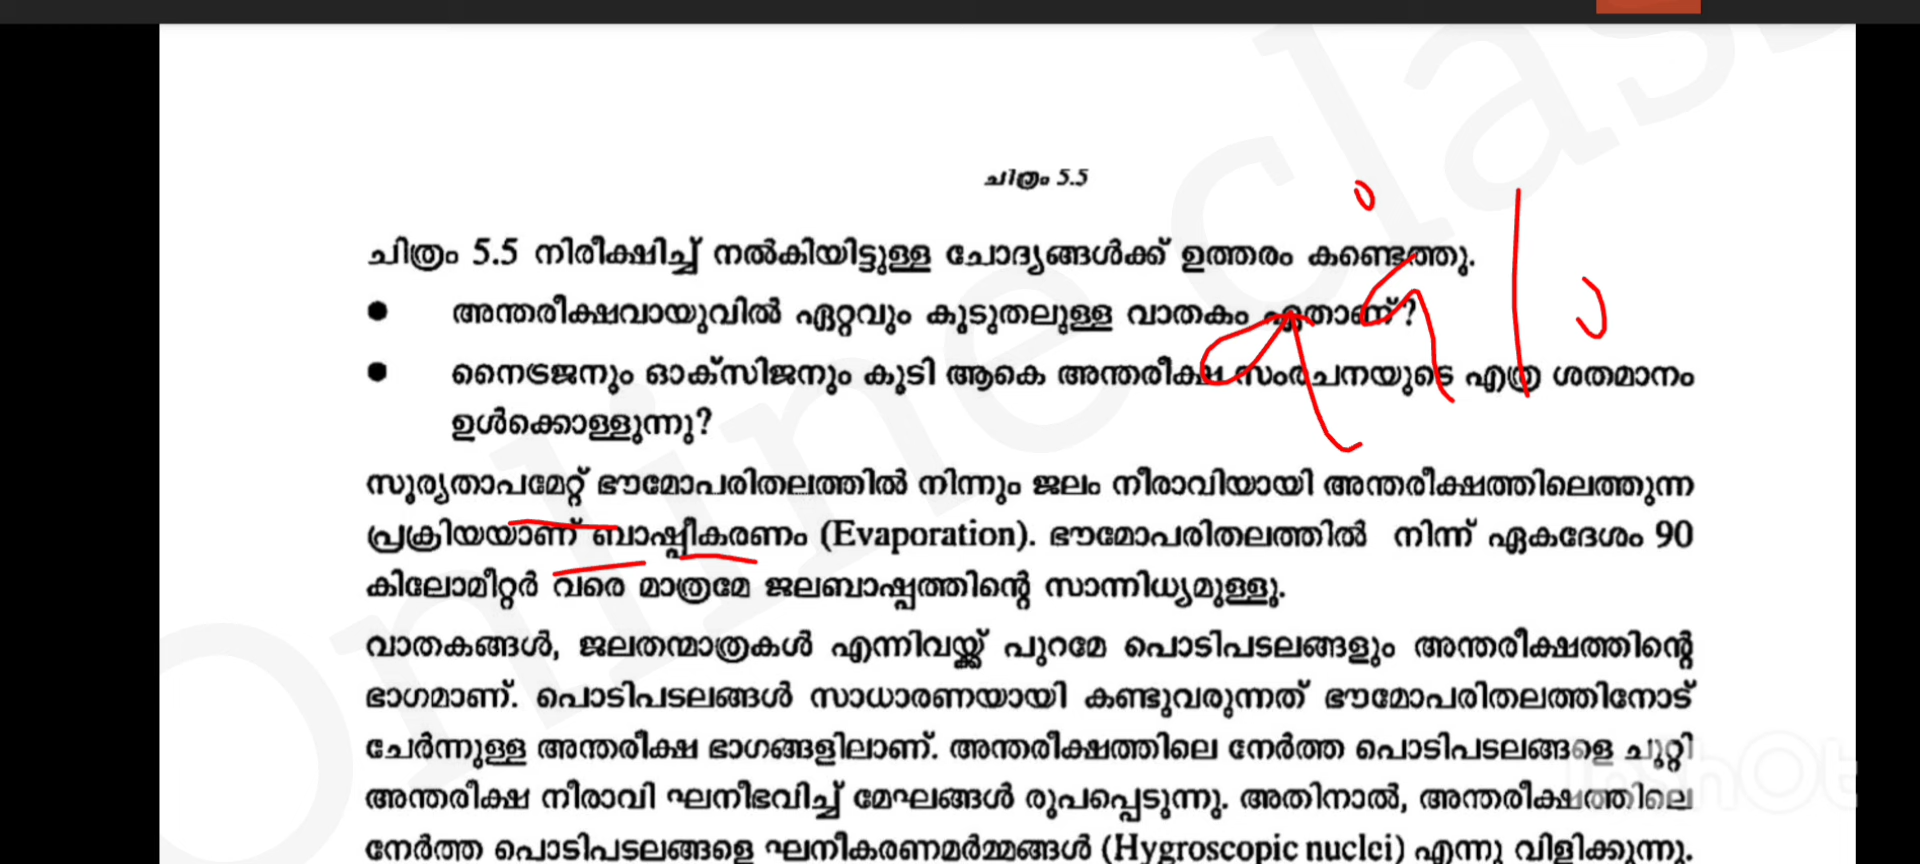 ചിത്രം 5.5
ചിത്രം 5.5 നിരീക്ഷിച്ച് നൽകിയിട്ടുള്ള ചോദ്യങ്ങൾക്ക് ഉത്തരം കണ്ടെത്തൂ.
● അന്തരീക്ഷവായുവിൽ ഏറ്റവും കൂടുതലുള്ള വാതകം ഏതാണ്?
● നൈട്രജനും ഓക്സിജനും കൂടി ആകെ അന്തരീക്ഷ സംരചനയുടെ എത്ര ശതമാനം
ഉൾക്കൊള്ളുന്നു?
സൂര്യതാപമേറ്റ് ഭൗമോപരിതലത്തിൽ നിന്നും ജലം നീരാവിയായി അന്തരീക്ഷത്തിലെത്തുന്ന
പ്രക്രിയയാണ് ബാഷ്പീകരണം (Evaporation). ഭൗമോപരിതലത്തിൽ നിന്ന് ഏകദേശം 90
കിലോമീറ്റർ വരെ മാത്രമേ ജലബാഷ്പത്തിന്റെ സാന്നിധ്യമുള്ളൂ.
വാതകങ്ങൾ, ജലതന്മാത്രകൾ എന്നിവയ്ക്ക് പുറമേ പൊടിപടലങ്ങളും അന്തരീക്ഷത്തിന്റെ
ഭാഗമാണ്. പൊടിപടലങ്ങൾ സാധാരണയായി കണ്ടുവരുന്നത് ഭൗമോപരിതലത്തിനോട്
ചേർന്നുള്ള അന്തരീക്ഷ ഭാഗങ്ങളിലാണ്. അന്തരീക്ഷത്തിലെ നേർത്ത പൊടിപടലങ്ങളെ ചുറ്റി
അന്തരീക്ഷ നീരാവി ഘനീഭവിച്ച് മേഘങ്ങൾ രൂപപ്പെടുന്നു. അതിനാൽ, അന്തരീക്ഷത്തിലെ
നേർത്ത പൊടിപടലങ്ങളെ ഘനീകരണമർമ്മങ്ങൾ (Hygroscopic nuclei) എന്നു വിളിക്കുന്നു.
Online class
InShOt